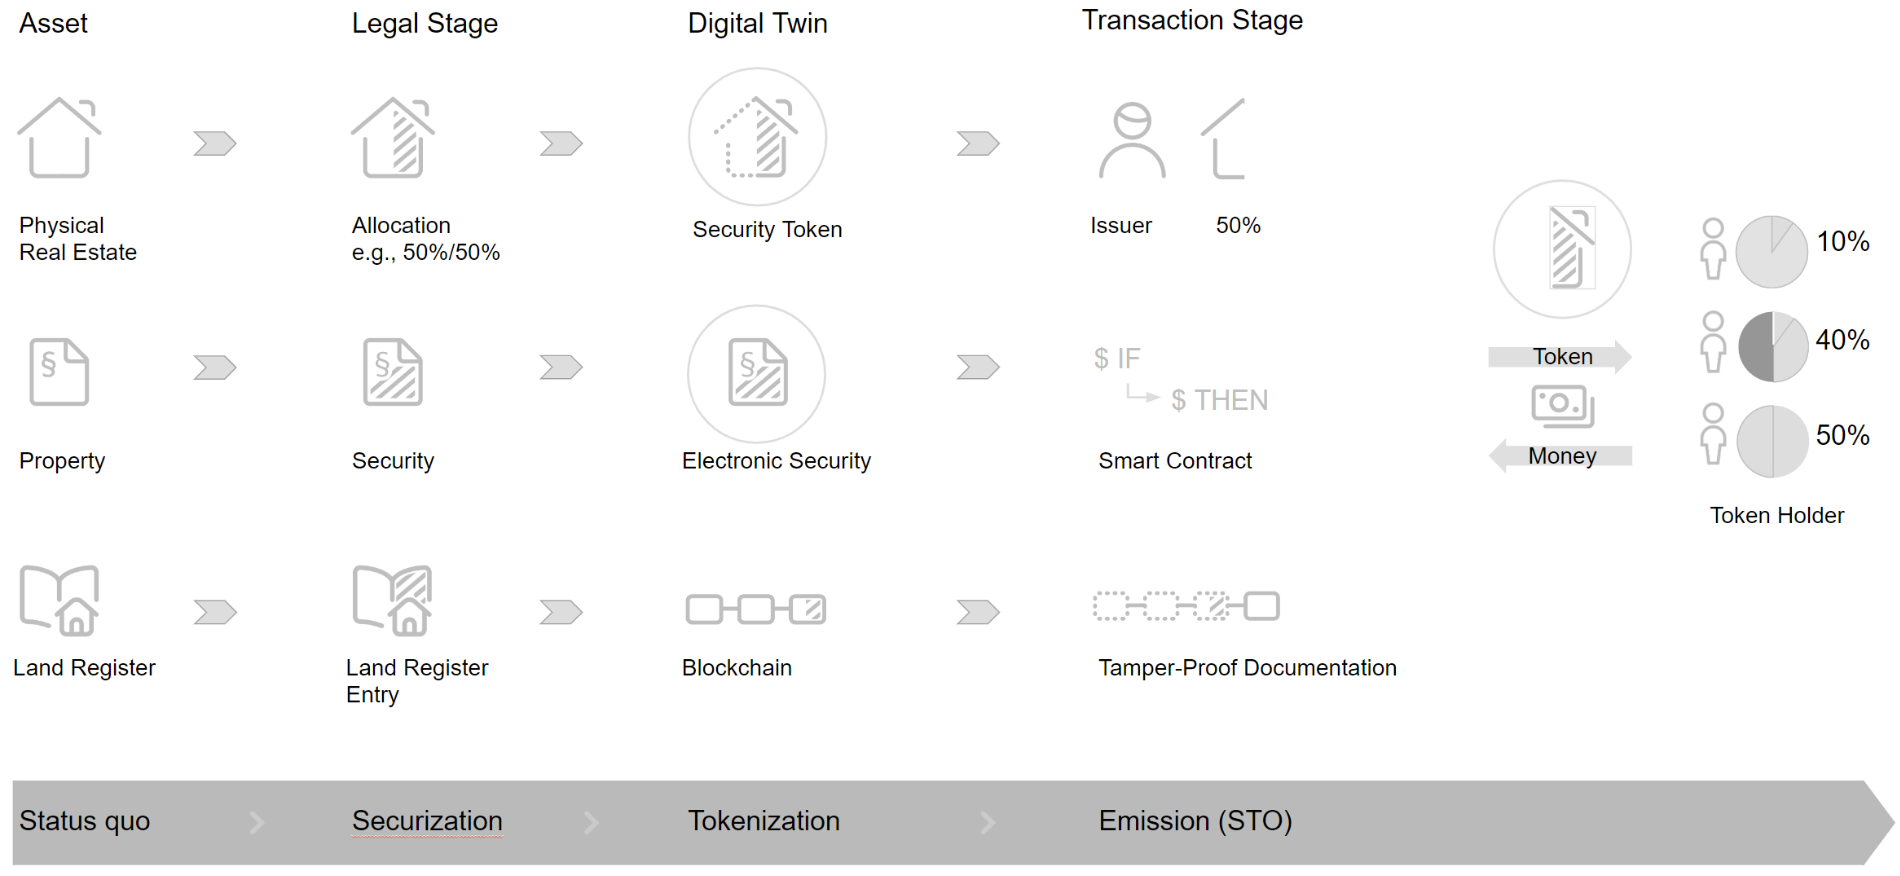 Asset
Legal Stage
Digital Twin
Transaction Stage
Physical
Real Estate
Allocation
e.g., 50%/50%
Security Token
Issuer
50%
§
Property
§
Security
§
Electronic Security
$ IF
$ THEN
Smart Contract
Token
Money
10%
40%
50%
Token Holder
Land Register
Land Register
Entry
Blockchain
Tamper-Proof Documentation
Status quo
Securization
Tokenization
Emission (STO)